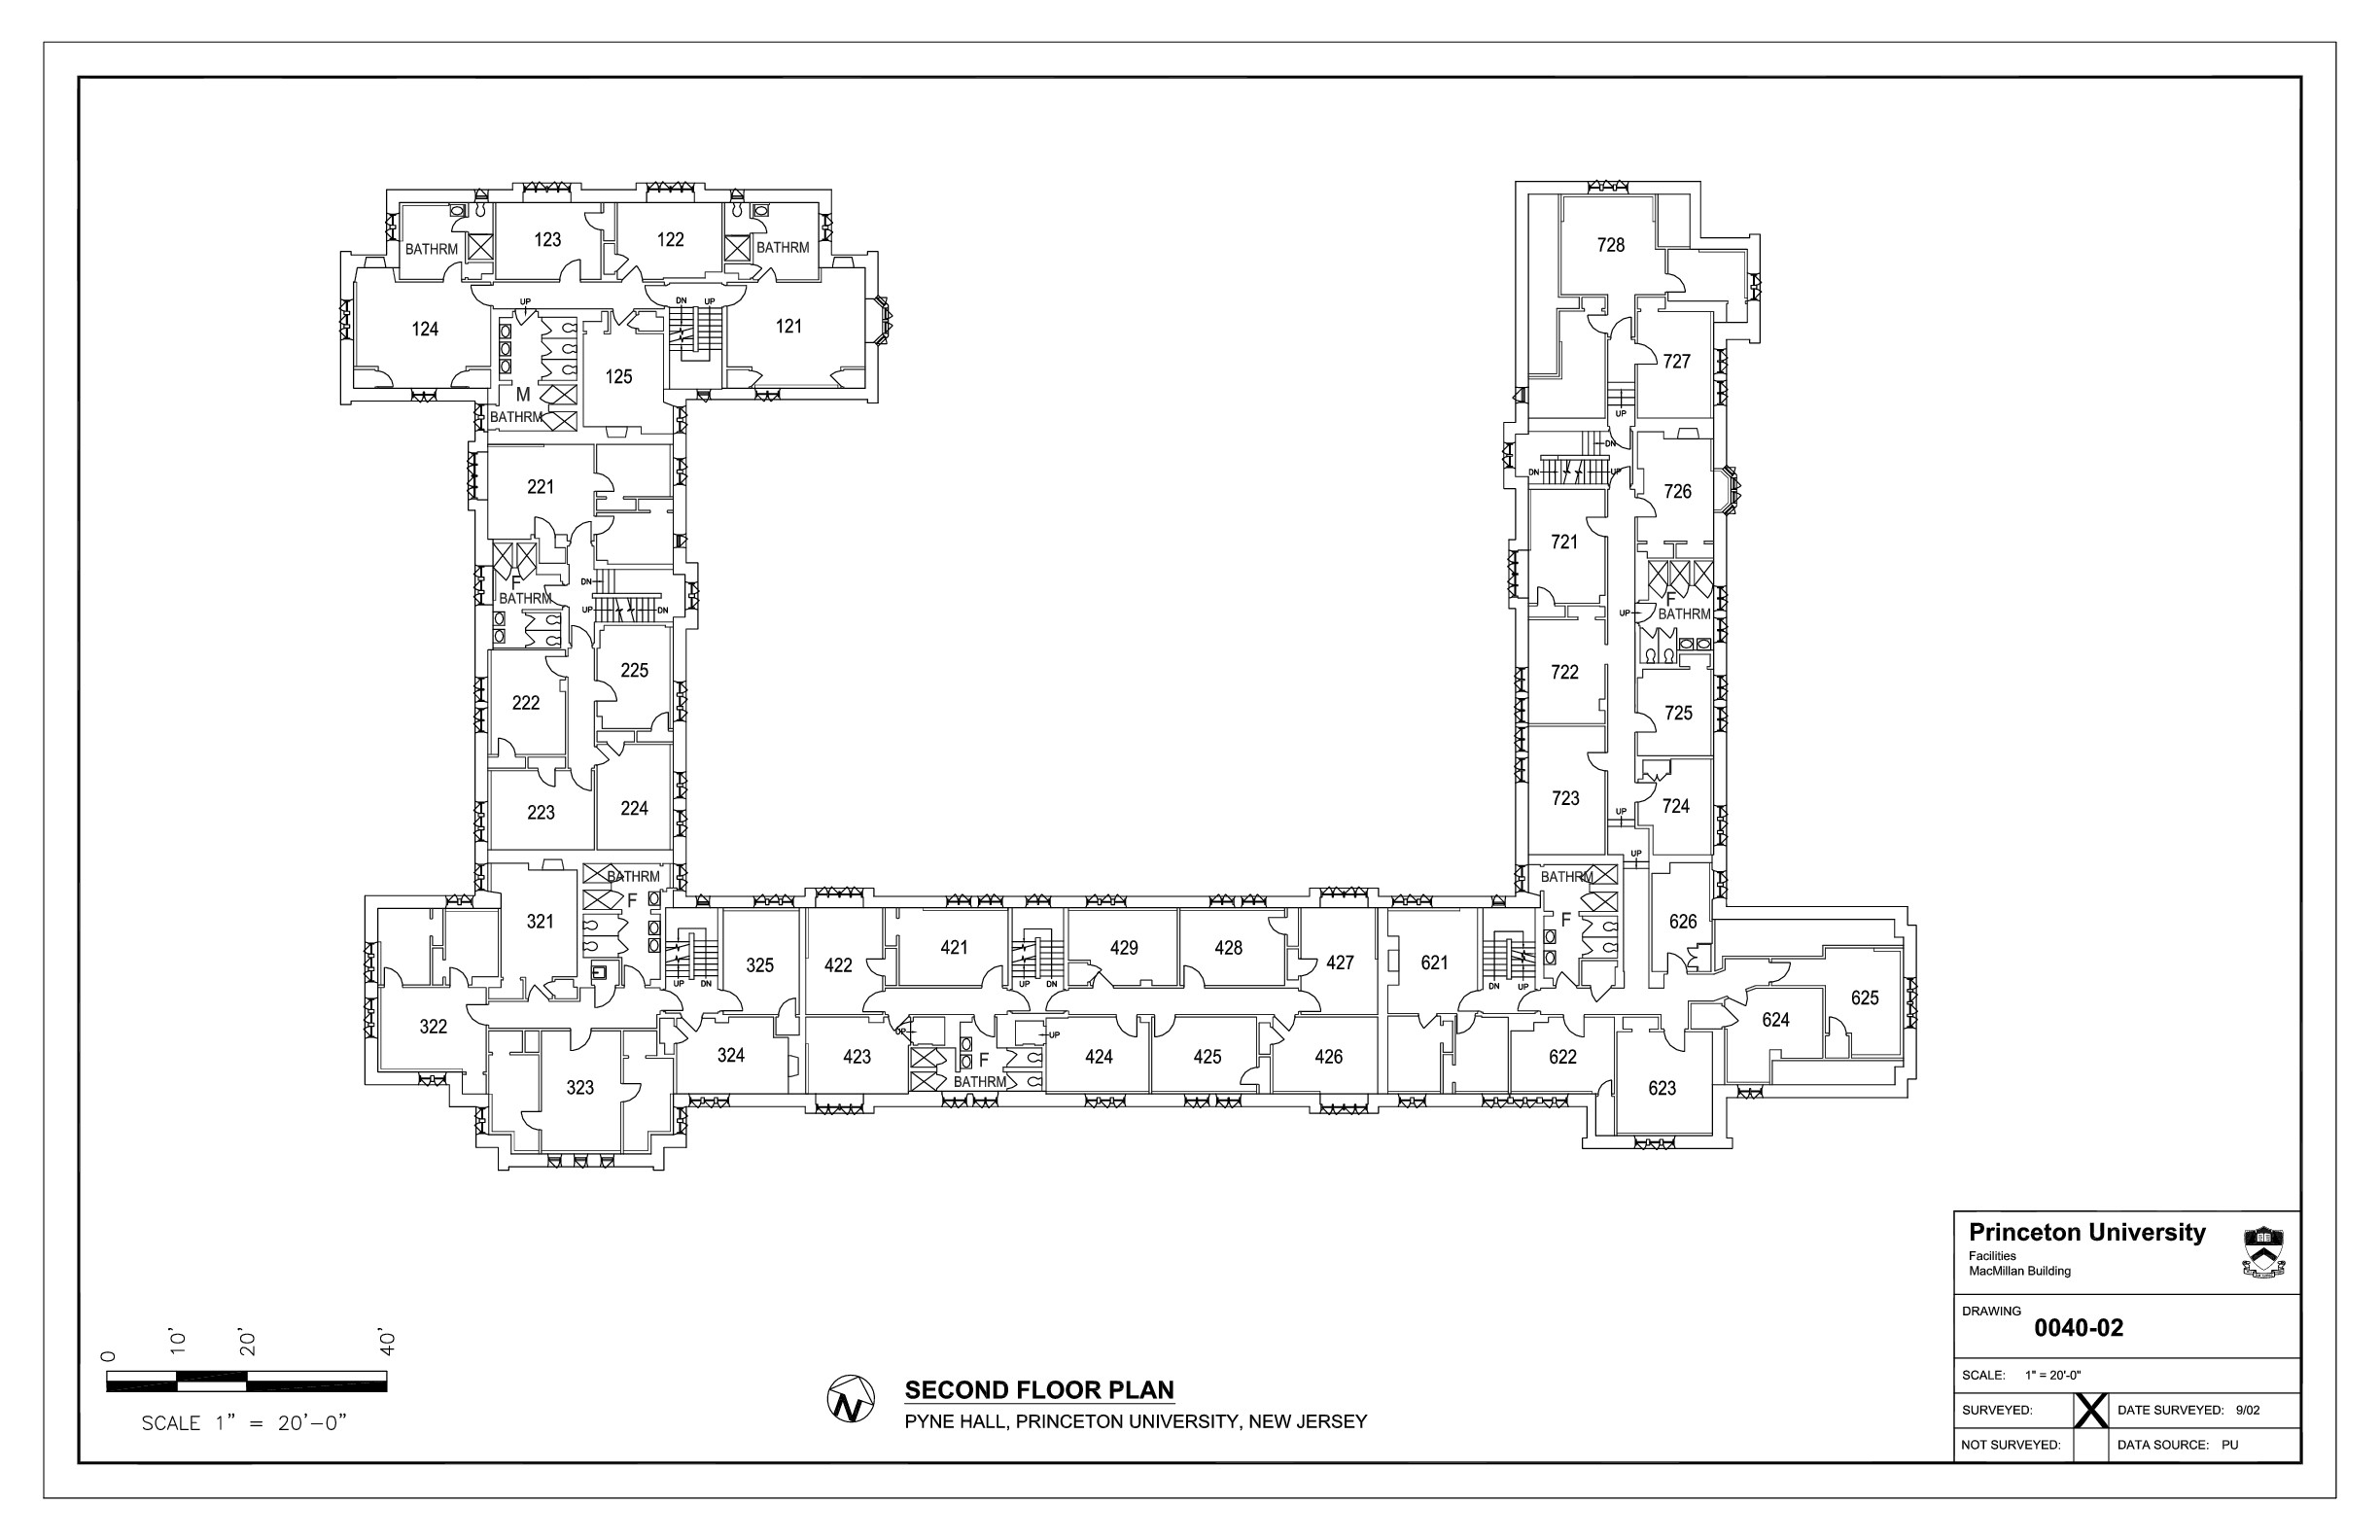 123
122
BATHRM
BATHRM
728
UP
DN
UP
124
121
727
125
M
BATHRM
UP
DN
221
726
DN
UP
721
F
BATHRM
DN
UP
DN
F
BATHRM
UP
225
722
222
725
223
224
723
724
UP
UP
BATHRM
F
BATHRM
F
321
626
325
422
421
429
428
427
621
UP
DN
UP
DN
DN
UP
625
322
624
324
423
UP
F
BATHRM
UP
424
425
426
622
323
623
Princeton University
Facilities
MacMillan Building
DRAWING
0040-02
SCALE: 1" = 20'-0"
SURVEYED: X DATE SURVEYED: 9/02
NOT SURVEYED: DATA SOURCE: PU
0 10' 20' 40'
SCALE 1" = 20'-0"
N
SECOND FLOOR PLAN
PYNE HALL, PRINCETON UNIVERSITY, NEW JERSEY